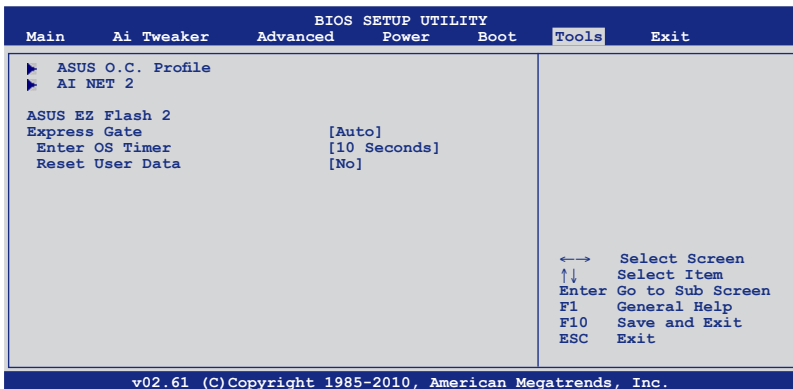 BIOS SETUP UTILITY
Main Ai Tweaker Advanced Power Boot Tools Exit
ASUS O.C. Profile
AI NET 2
ASUS EZ Flash 2
Express Gate [Auto]
Enter OS Timer [10 Seconds]
Reset User Data [No]
←→ Select Screen
↑↓ Select Item
Enter Go to Sub Screen
F1 General Help
F10 Save and Exit
ESC Exit
v02.61 (C)Copyright 1985-2010, American Megatrends, Inc.